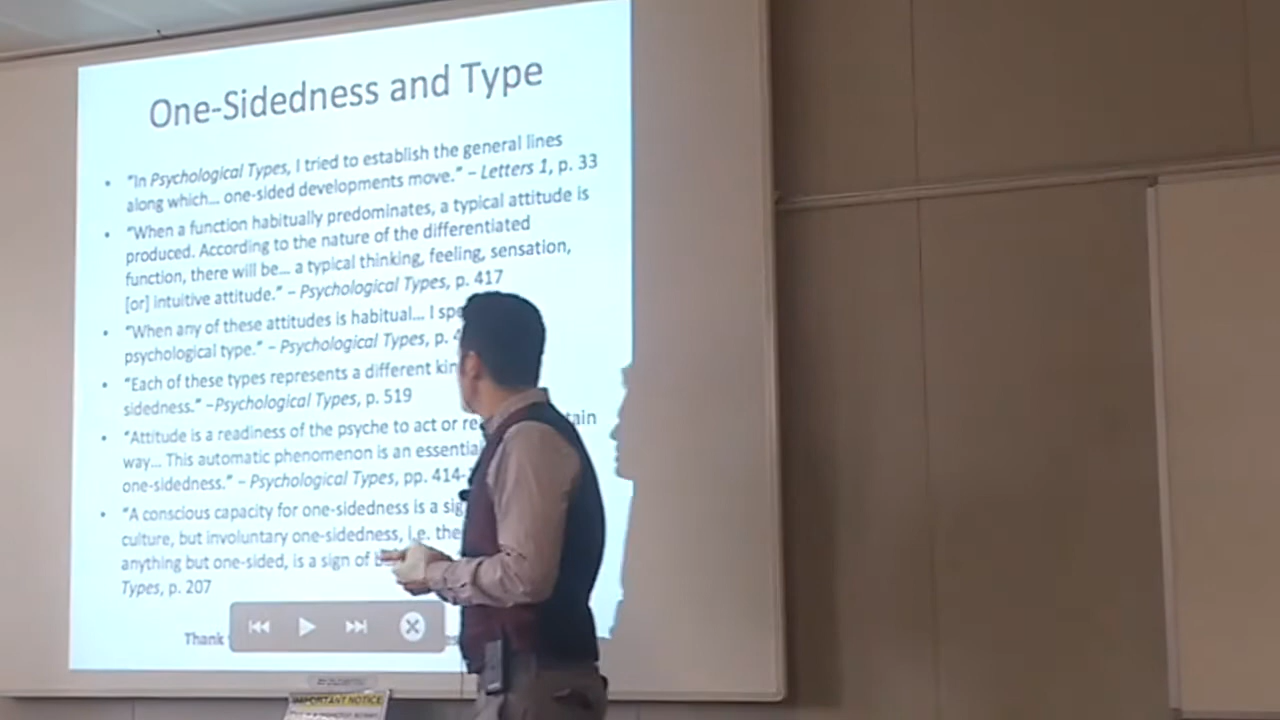 One-Sidedness and Type
• "In Psychological Types, I tried to establish the general lines
along which... one-sided developments move." – Letters 1, p. 33
• "When a function habitually predominates, a typical attitude is
produced. According to the nature of the differentiated
function, there will be... a typical thinking, feeling, sensation,
[or] intuitive attitude." – Psychological Types, p. 417
• "When any of these attitudes is habitual... I
psychological type." – Psychological Types, p.
• "Each of these types represents a different
sidedness." –Psychological Types, p. 519
• "Attitude is a readiness of the psyche to act or
way... This automatic phenomenon is an
one-sidedness." – Psychological Types, pp. 414-
• "A conscious capacity for one-sidedness is a
culture, but involuntary one-sidedness, i.e.
anything but one-sided, is a sign of
Types, p. 207
Thank
IMPORTANT NOTICE